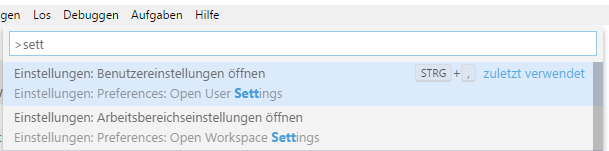 gen Los Debuggen Aufgaben Hilfe
>sett
Einstellungen: Benutzereinstellungen öffnen STRG + , zuletzt verwendet
Einstellungen: Preferences: Open User Settings
Einstellungen: Arbeitsbereichseinstellungen öffnen
Einstellungen: Preferences: Open Workspace Settings